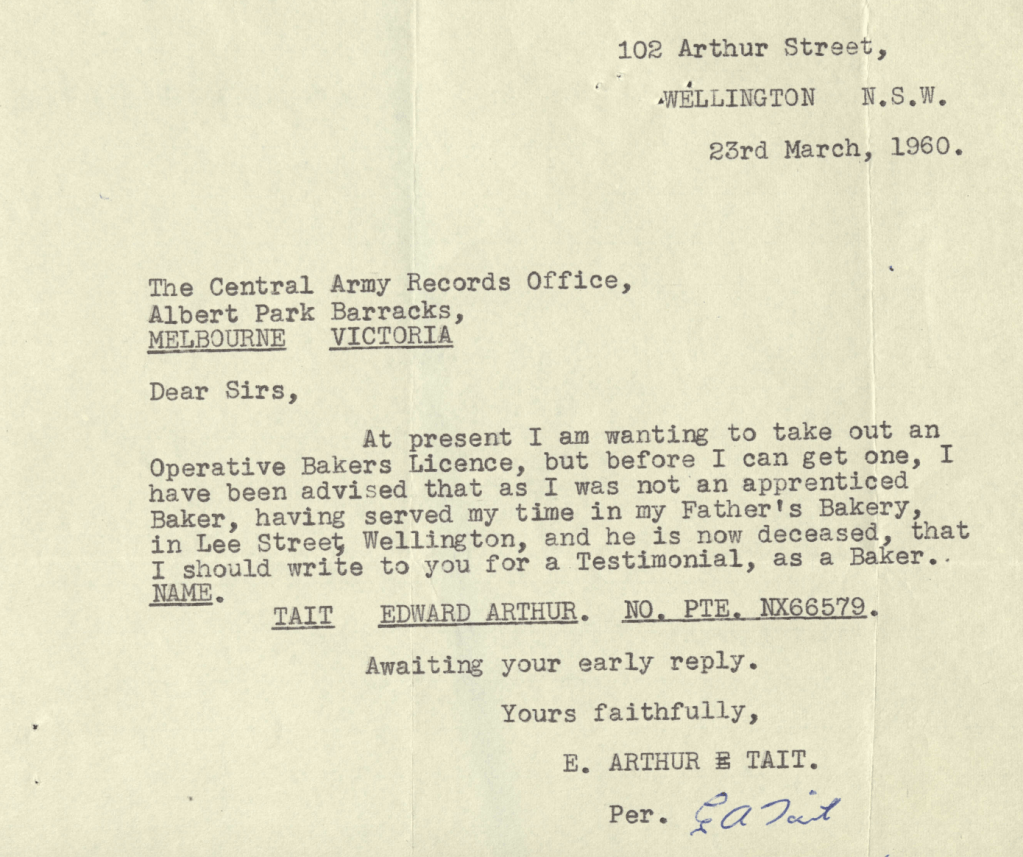 102 Arthur Street,
WELLINGTON N.S.W.
23rd March, 1960.
The Central Army Records Office,
Albert Park Barracks,
MELBOURNE VICTORIA
Dear Sirs,
At present I am wanting to take out an
Operative Bakers Licence, but before I can get one, I
have been advised that as I was not an apprenticed
Baker, having served my time in my Father's Bakery,
in Lee Street, Wellington, and he is now deceased, that
I should write to you for a Testimonial, as a Baker..
NAME.
TAIT EDWARD ARTHUR. NO. PTE. NX66579.
Awaiting your early reply.
Yours faithfully,
E. ARTHUR TAIT.
Per. E A Tait